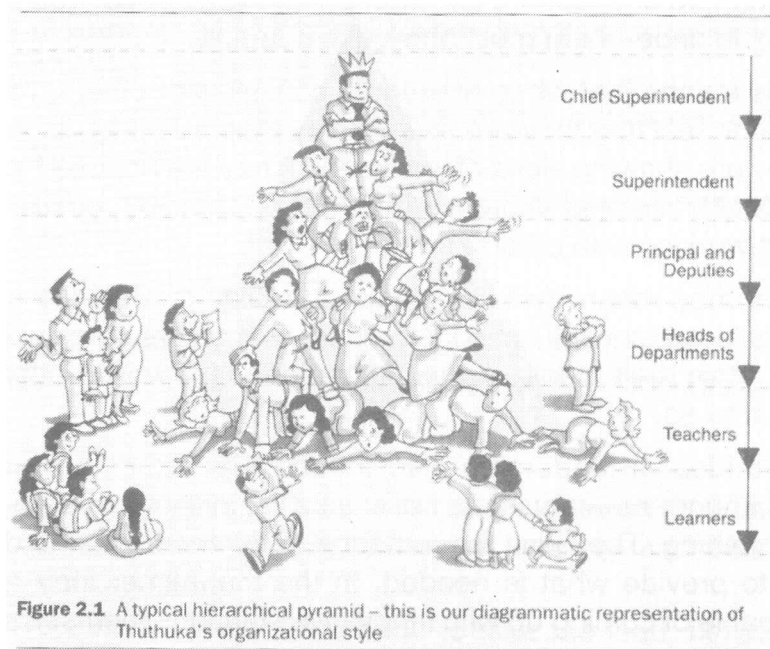 Chief Superintendent
Superintendent
Principal and
Deputies
Heads of
Departments
Teachers
Learners
Figure 2.1 A typical hierarchical pyramid – this is our diagrammatic representation of
Thuthuka's organizational style